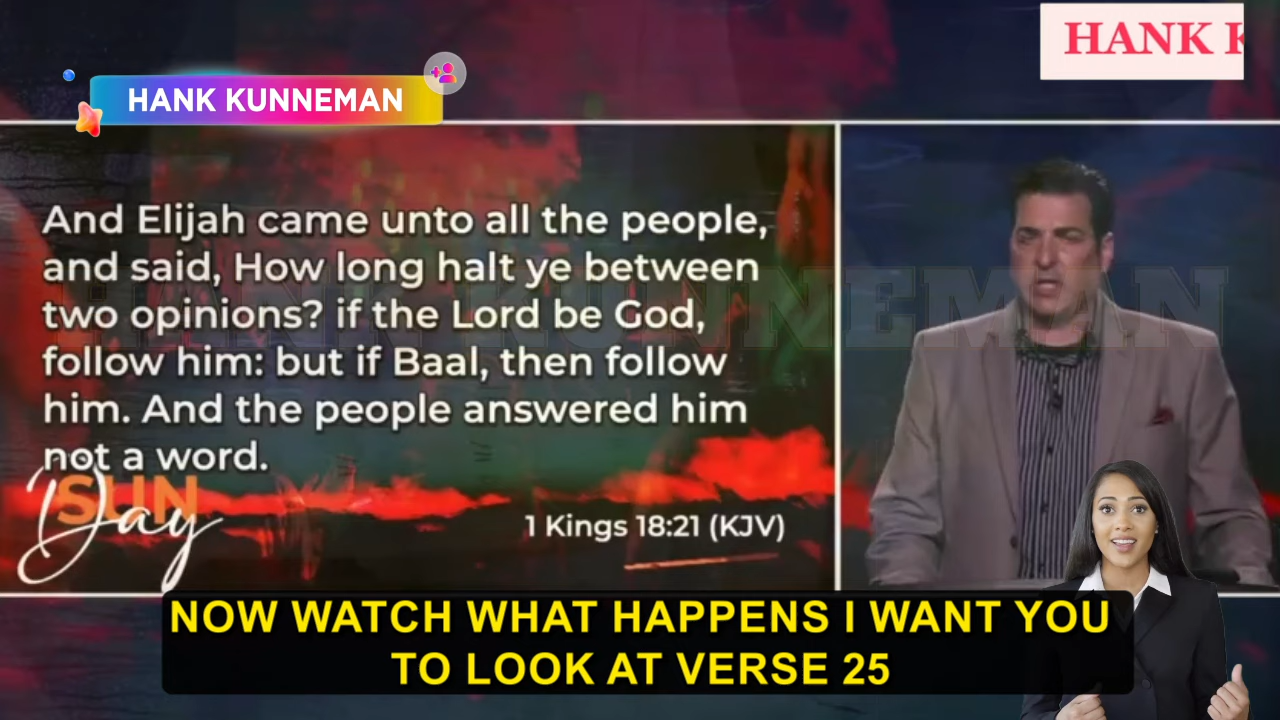 HANK K
HANK KUNNEMAN
And Elijah came unto all the people,
and said, How long halt ye between
two opinions? if the Lord be God,
follow him: but if Baal, then follow
him. And the people answered him
not a word.
SUN
Day
1 Kings 18:21 (KJV)
HANK KUNNEMAN
NOW WATCH WHAT HAPPENS I WANT YOU
TO LOOK AT VERSE 25